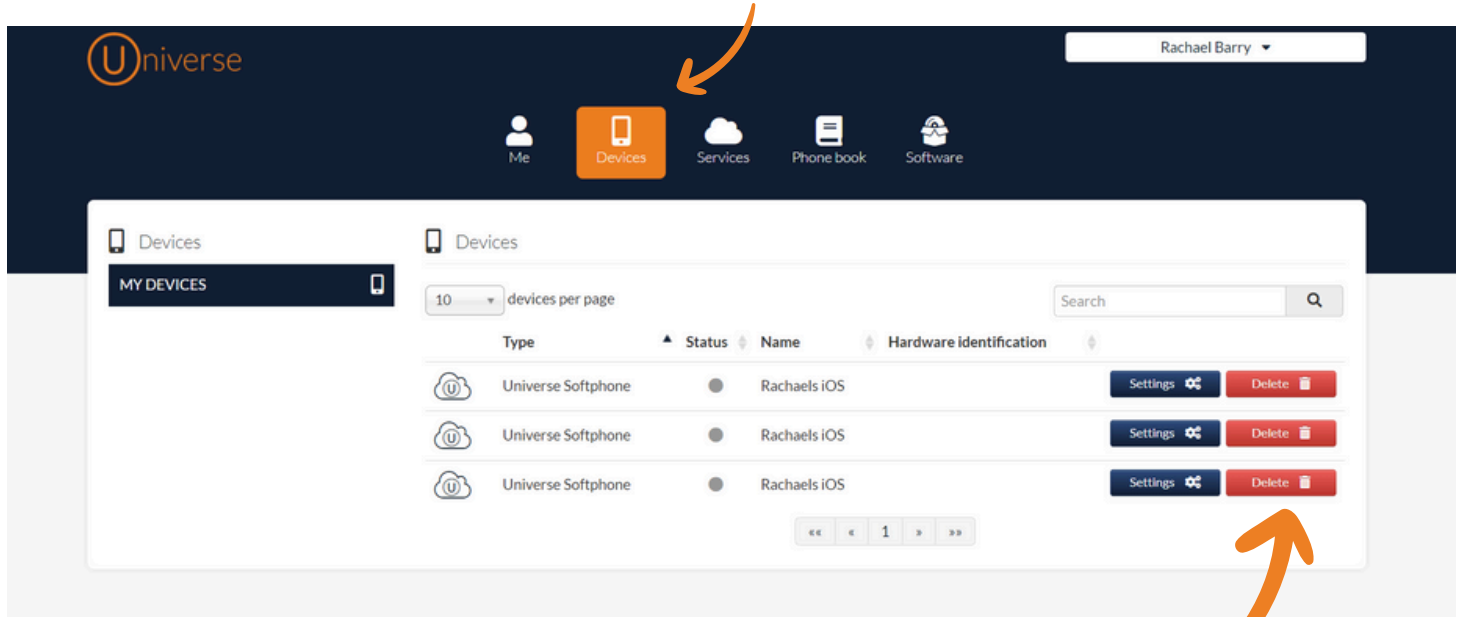 Universe
Rachael Barry
Me
Devices
Services
Phone book
Software
Devices
MY DEVICES
Devices
10 devices per page
Search
Type Status Name Hardware identification
U Universe Softphone Rachaels iOS Settings Delete
U Universe Softphone Rachaels iOS Settings Delete
U Universe Softphone Rachaels iOS Settings Delete
«« « 1 » »»